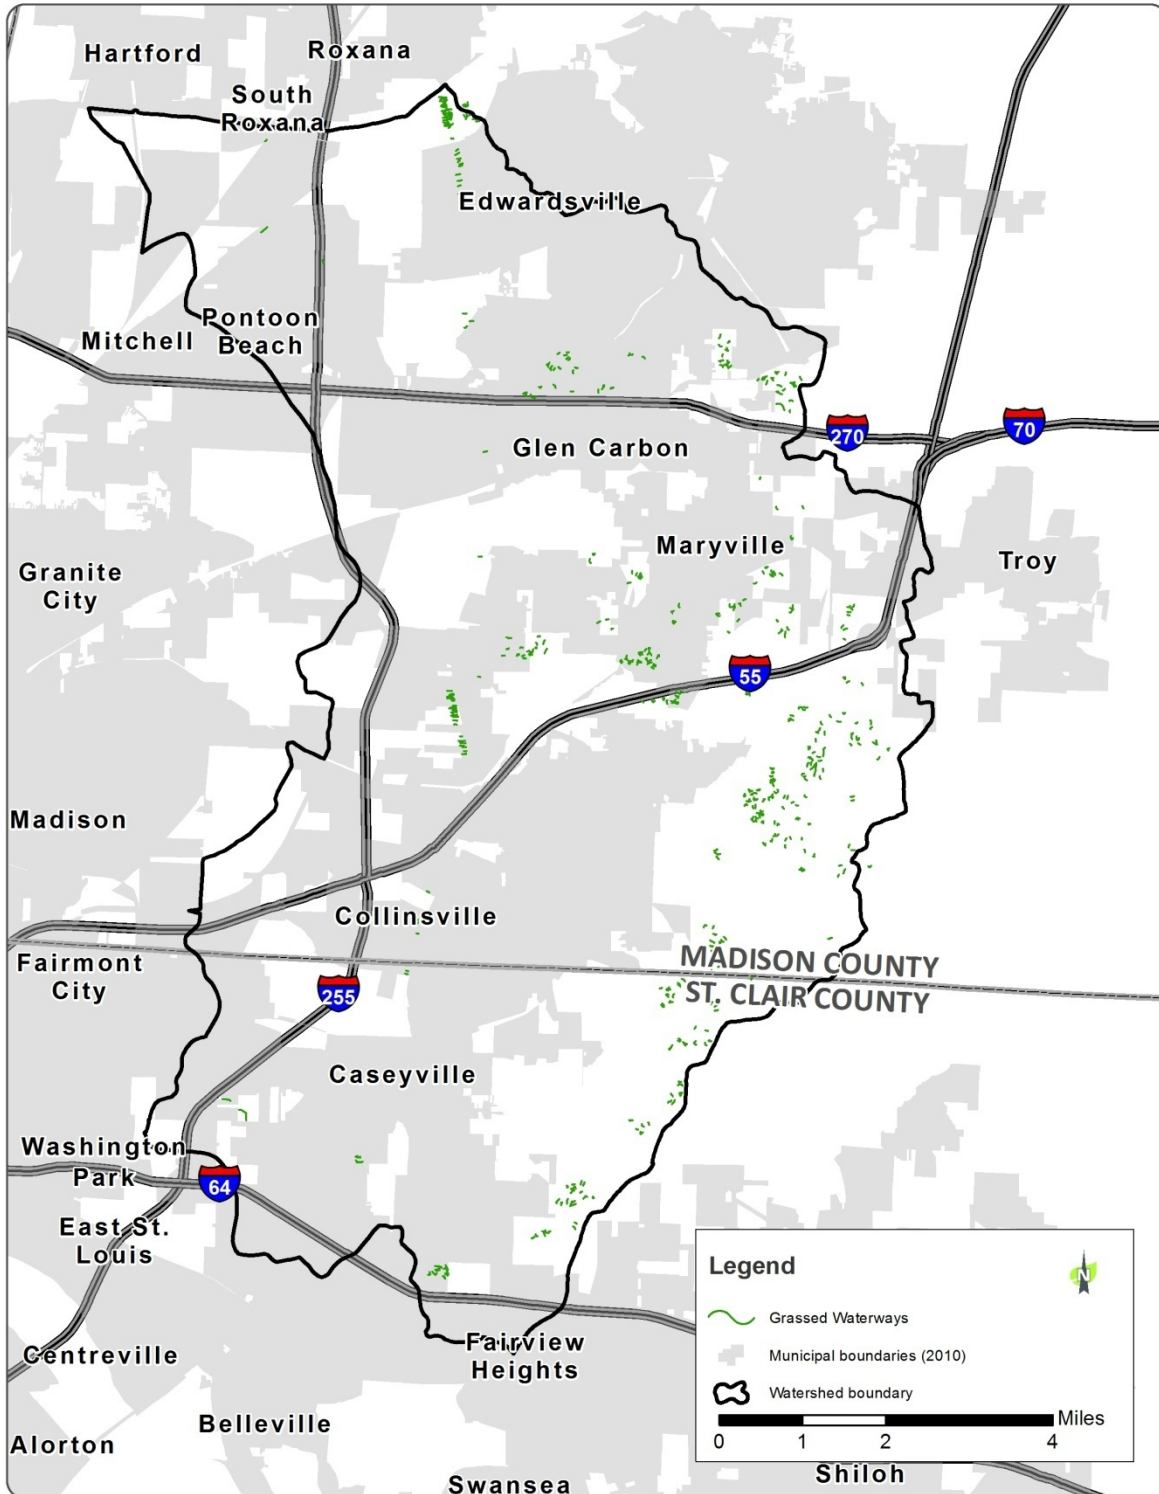 Hartford
Roxana
South
Roxana
Edwardsville
Pontoon
Beach
Mitchell
270
70
Glen Carbon
Maryville
Troy
Granite
City
55
Madison
Collinsville
MADISON COUNTY
ST. CLAIR COUNTY
Fairmont
City
255
Caseyville
Washington
Park
64
East St.
Louis
Legend
N
Grassed Waterways
Municipal boundaries (2010)
Watershed boundary
Miles
0 1 2 4
Fairview
Heights
Centreville
Belleville
Alorton
Shiloh
Swansea